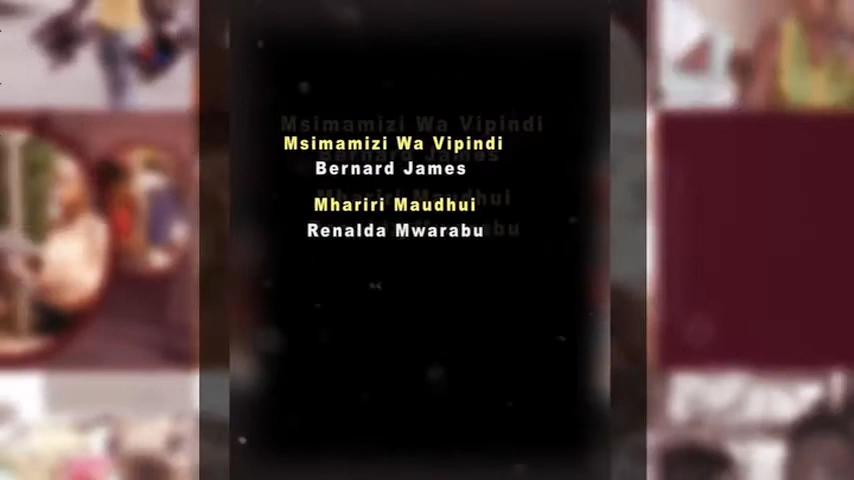 Msimamizi Wa Vipindi
Bernard James
Mhariri Maudhui
Renalda Mwarabu